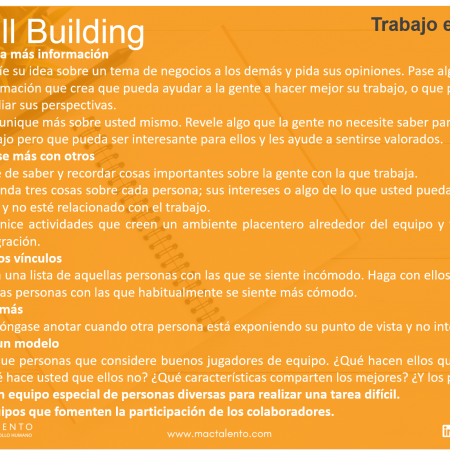 ll Building
Trabajo e
a más información
íe su idea sobre un tema de negocios a los demás y pida sus opiniones. Pase alg
rmación que crea que pueda ayudar a la gente a hacer mejor su trabajo, o que p
liar sus perspectivas.
unique más sobre usted mismo. Revele algo que la gente no necesite saber par
ajo pero que pueda ser interesante para ellos y les ayude a sentirse valorados.
se más con otros
e de saber y recordar cosas importantes sobre la gente con la que trabaja.
enda tres cosas sobre cada persona; sus intereses o algo de lo que usted pueda
y no esté relacionado con el trabajo.
nice actividades que creen un ambiente placentero alrededor del equipo y
gración.
os vínculos
a una lista de aquellas personas con las que se siente incómodo. Haga con ellos
as personas con las que habitualmente se siente más cómodo.
más
óngase anotar cuando otra persona está exponiendo su punto de vista y no int
un modelo
que personas que considere buenos jugadores de equipo. ¿Qué hacen ellos qu
é hace usted que ellos no? ¿Qué características comparten los mejores? ¿Y los p
n equipo especial de personas diversas para realizar una tarea difícil.
uipos que fomenten la participación de los colaboradores.
LENTO
OLLO HUMANO
www.mactalento.com
in